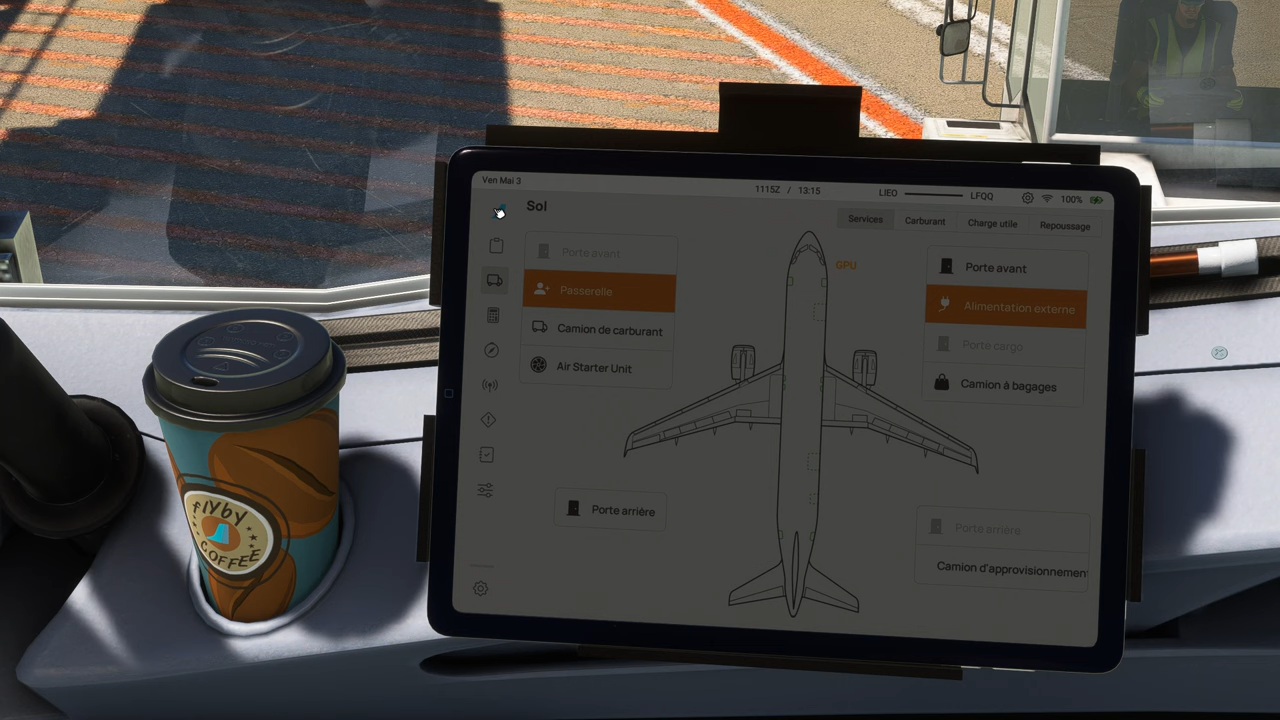 Ven Mai 3
1115Z / 13:15
LIEO
LFQQ
100%
Sol
Services
Carburant
Charge utile
Repoussage
Porte avant
Passerelle
Camion de carburant
Air Starter Unit
GPU
Porte avant
Alimentation externe
Porte cargo
Camion à bagages
Porte arrière
Porte arrière
Camion d'approvisionnement
flyby
COFFEE